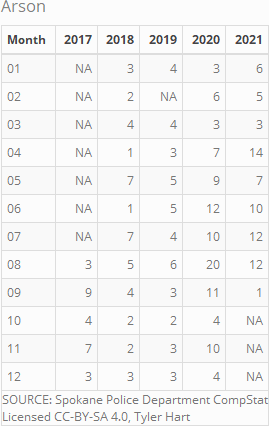 Arson
Month 2017 2018 2019 2020 2021
01 NA 3 4 3 6
02 NA 2 NA 6 5
03 NA 4 4 3 3
04 NA 1 3 7 14
05 NA 7 5 9 7
06 NA 1 5 12 10
07 NA 7 4 10 12
08 3 5 6 20 12
09 9 4 3 11 1
10 4 2 2 4 NA
11 7 2 3 10 NA
12 3 3 3 4 NA
SOURCE: Spokane Police Department CompStat
Licensed CC-BY-SA 4.0, Tyler Hart